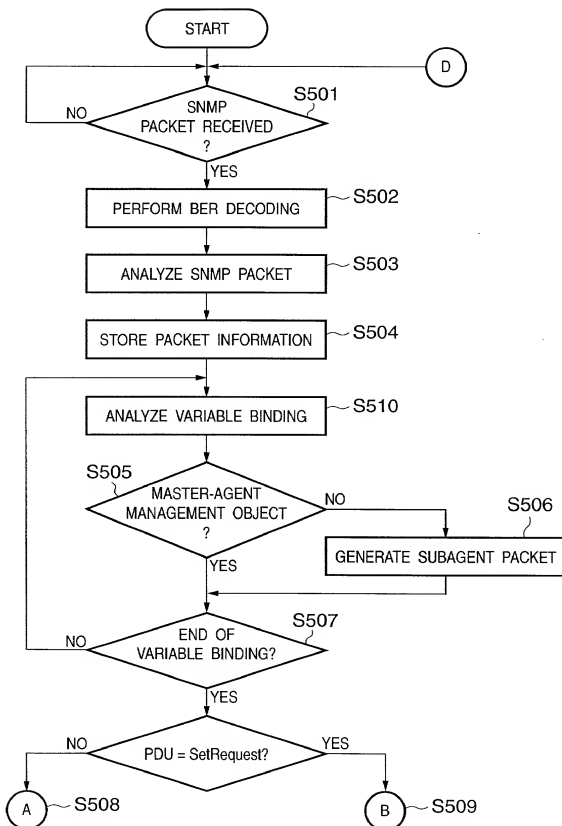 START
D
S501
SNMP
PACKET RECEIVED
?
NO
YES
PERFORM BER DECODING
S502
ANALYZE SNMP PACKET
S503
STORE PACKET INFORMATION
S504
ANALYZE VARIABLE BINDING
S510
S505
MASTER-AGENT
MANAGEMENT OBJECT
?
NO
YES
S506
GENERATE SUBAGENT PACKET
S507
END OF
VARIABLE BINDING?
NO
YES
PDU = SetRequest?
NO
YES
A
S508
B
S509